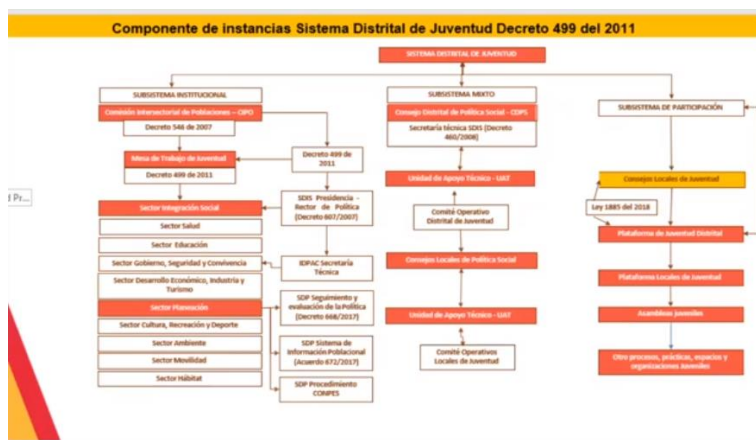 Componente de instancias Sistema Distrital de Juventud Decreto 499 del 2011
SISTEMA DISTRITAL DE JUVENTUD
SUBSISTEMA INSTITUCIONAL
Comisión Intersectorial de Poblaciones – CIPO
Decreto 546 de 2007
Mesa de Trabajo de Juventud
Decreto 499 de 2011
Sector Integración Social
Sector Salud
Sector Educación
Sector Gobierno, Seguridad y Convivencia
Sector Desarrollo Económico, Industria y
Turismo
Sector Planeación
Sector Cultura, Recreación y Deporte
Sector Ambiente
Sector Movilidad
Sector Hábitat
Decreto 499 de
2011
SDIS Presidencia -
Rector de Política
(Decreto 607/2007)
IDPAC Secretaría
Técnica
SDP Seguimiento y
evaluación de la Política
(Decreto 668/2017)
SDP Sistema de
Información Poblacional
(Acuerdo 672/2017)
SDP Procedimiento
CONPES
SUBSISTEMA MIXTO
Consejo Distrital de Política Social - CDPS
Secretaría técnica SDIS (Decreto
460/2008)
Unidad de Apoyo Técnico - UAT
Comité Operativo
Distrital de Juventud
Consejos Locales de Política Social
Unidad de Apoyo Técnico - UAT
Comité Operativos
Locales de Juventud
SUBSISTEMA DE PARTICIPACIÓN
Consejos Locales de Juventud
Ley 1885 del 2018
Plataforma de Juventud Distrital
Plataforma Locales de Juventud
Asambleas juveniles
Otro procesos, prácticas, espacios y
organizaciones Juveniles
d Pr...